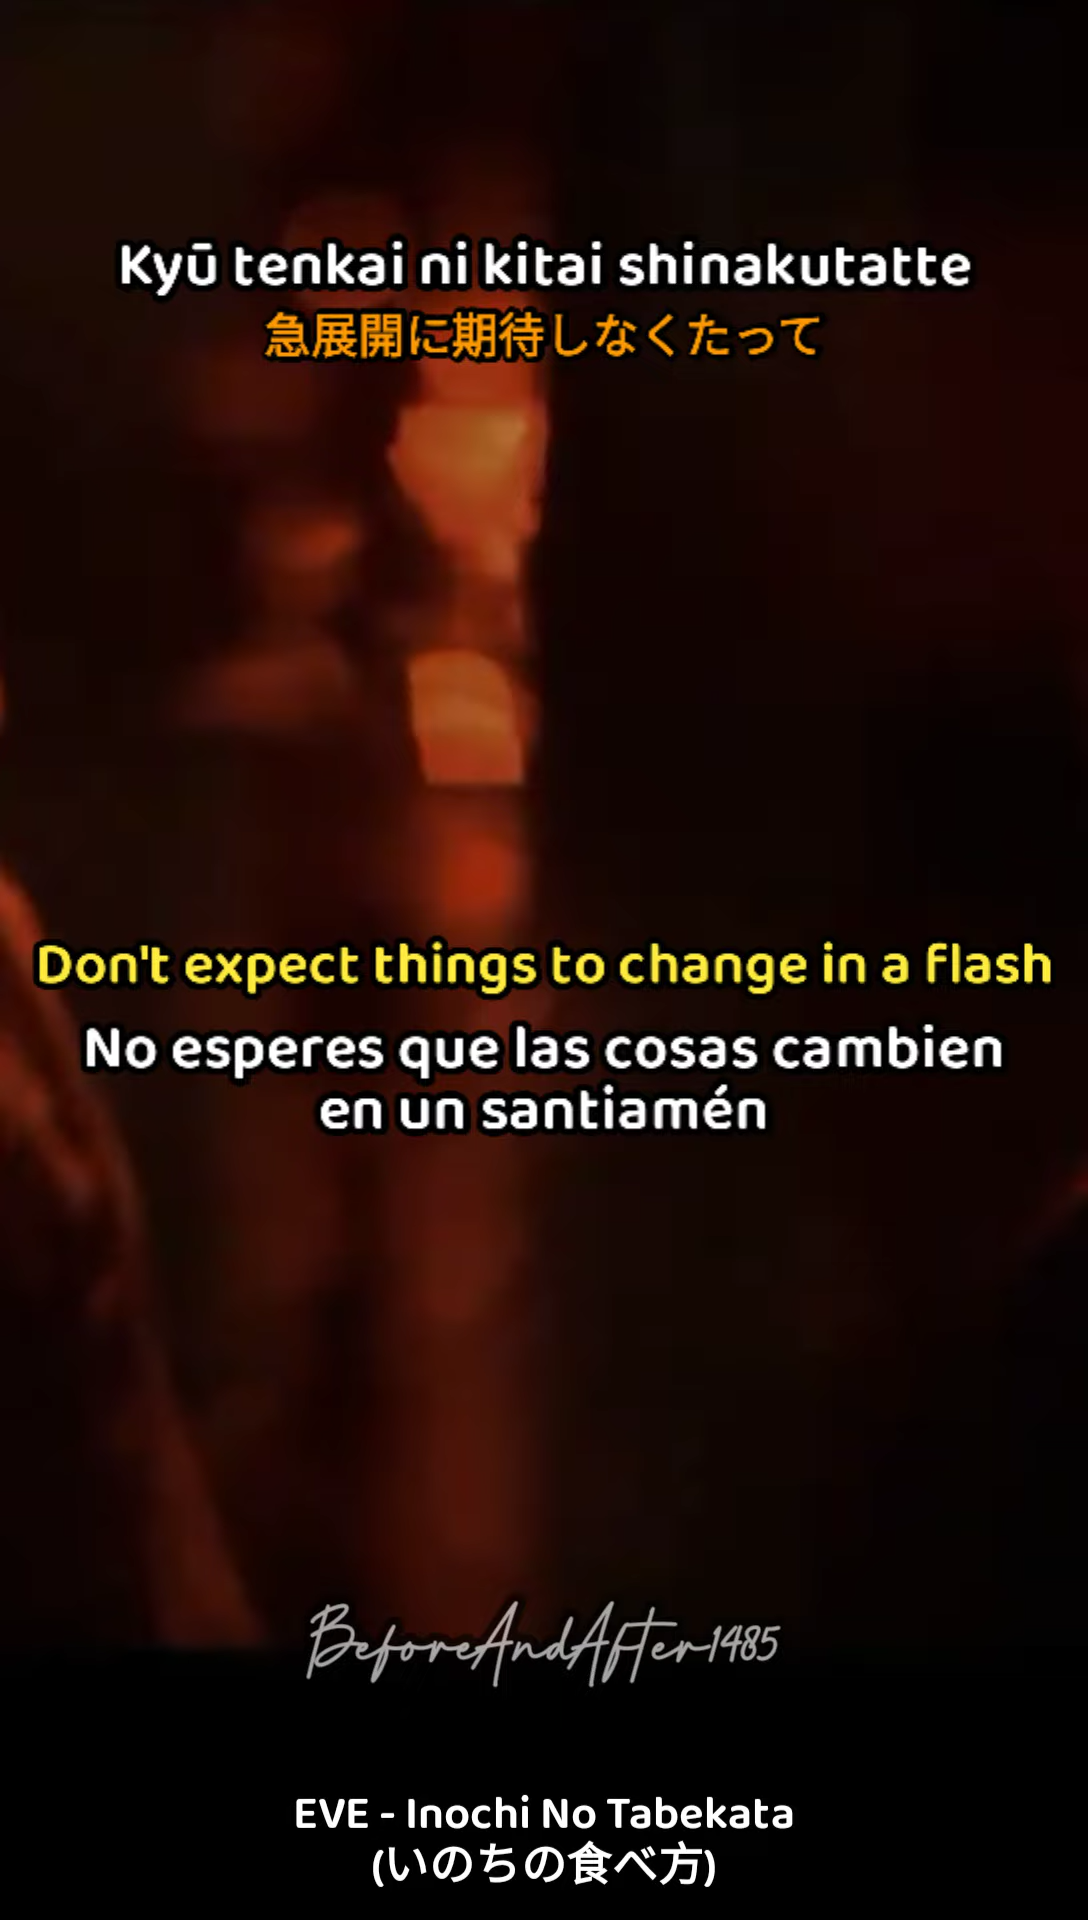 Kyū tenkai ni kitai shinakutatte
急展開に期待しなくたって
Don't expect things to change in a flash
No esperes que las cosas cambien
en un santiamén
BeforeAndAfter1485
EVE - Inochi No Tabekata
(いのちの食べ方)